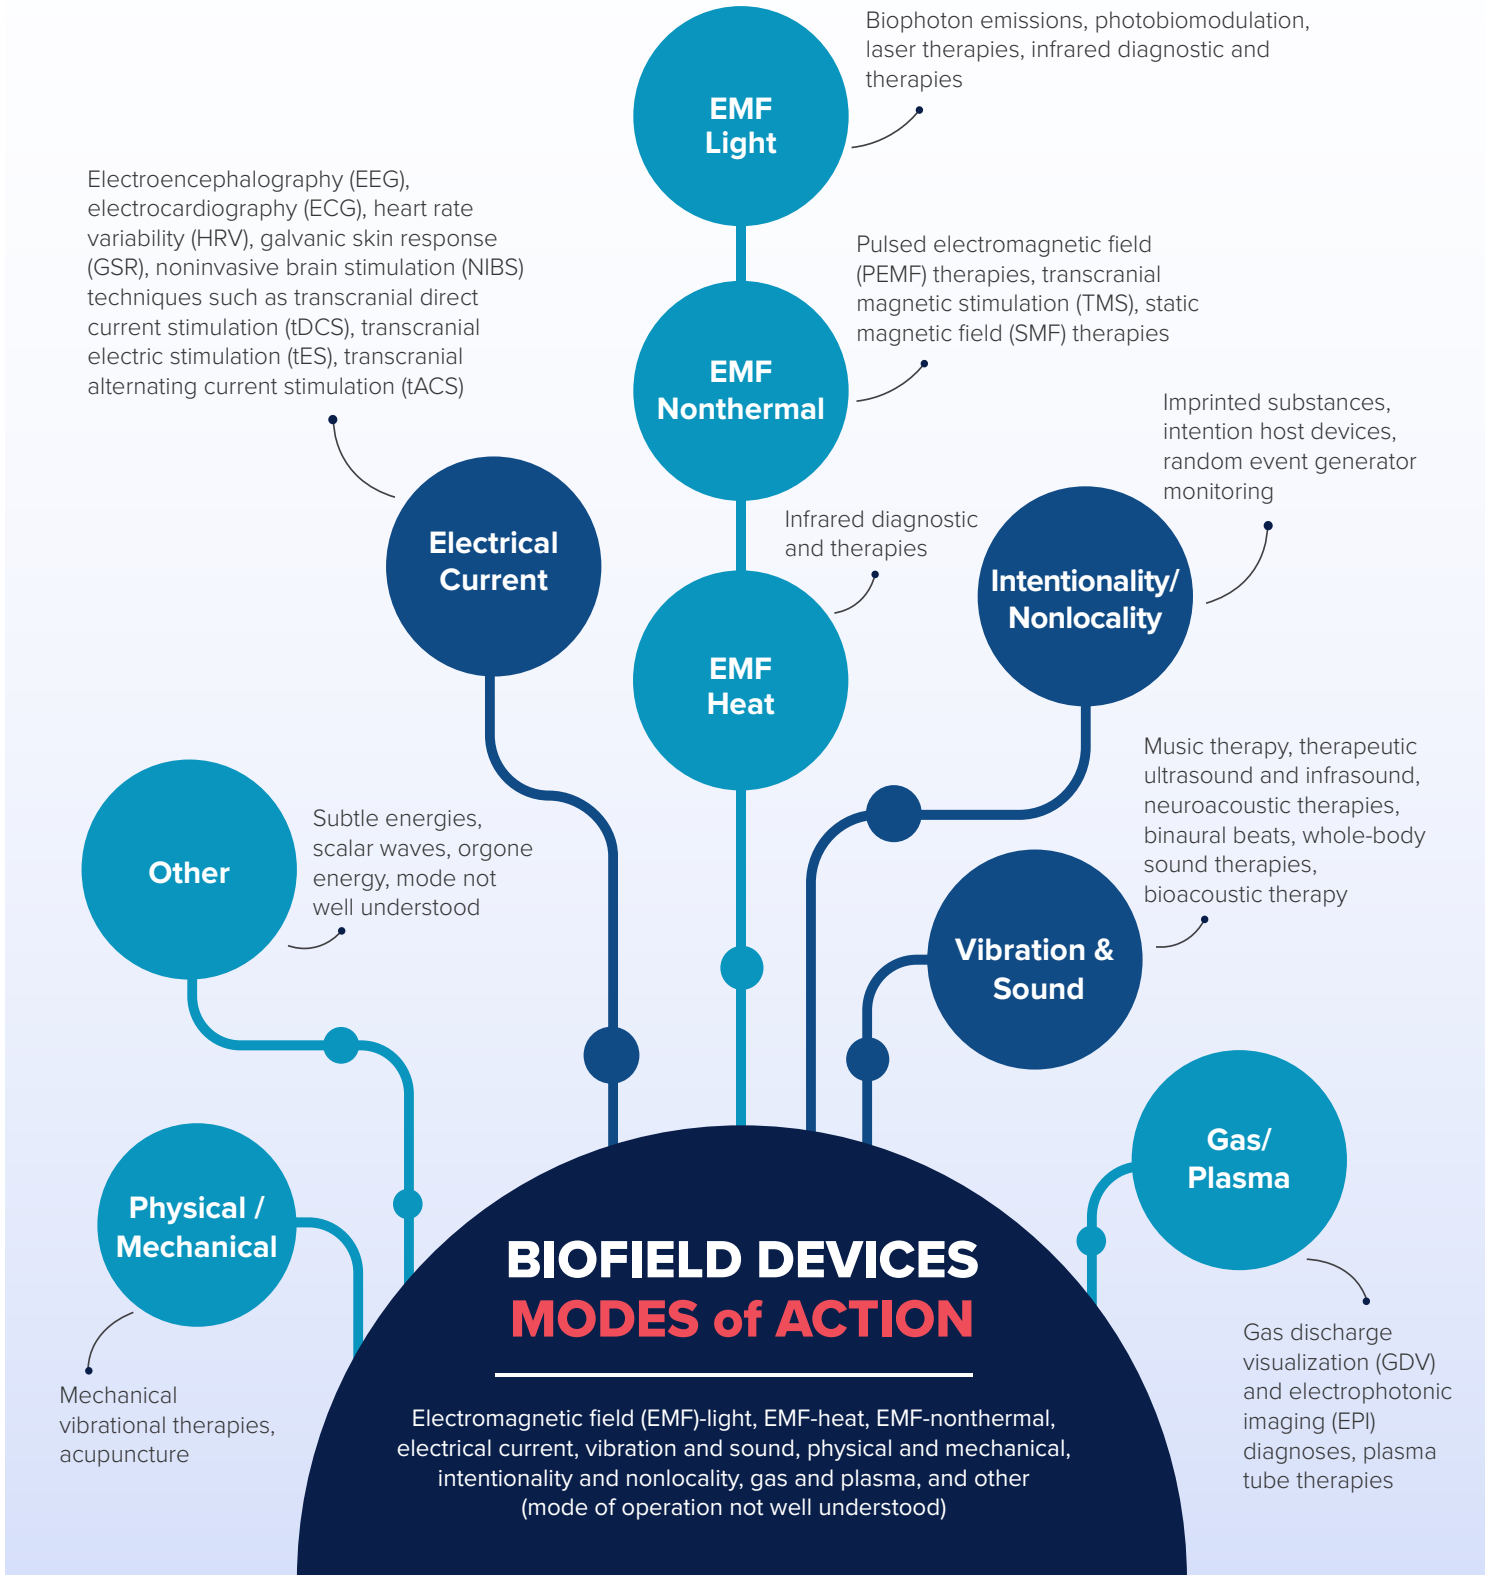 Biophoton emissions, photobiomodulation,
laser therapies, infrared diagnostic and
therapies
EMF
Light
Electroencephalography (EEG),
electrocardiography (ECG), heart rate
variability (HRV), galvanic skin response
(GSR), noninvasive brain stimulation (NIBS)
techniques such as transcranial direct
current stimulation (tDCS), transcranial
electric stimulation (tES), transcranial
alternating current stimulation (tACS)
Pulsed electromagnetic field
(PEMF) therapies, transcranial
magnetic stimulation (TMS), static
magnetic field (SMF) therapies
EMF
Nonthermal
Imprinted substances,
intention host devices,
random event generator
monitoring
Electrical
Current
Infrared diagnostic
and therapies
Intentionality/
Nonlocality
EMF
Heat
Music therapy, therapeutic
ultrasound and infrasound,
neuroacoustic therapies,
binaural beats, whole-body
sound therapies,
bioacoustic therapy
Other
Subtle energies,
scalar waves, orgone
energy, mode not
well understood
Vibration &
Sound
Gas/
Plasma
Physical /
Mechanical
BIOFIELD DEVICES
MODES of ACTION
Gas discharge
visualization (GDV)
and electrophotonic
imaging (EPI)
diagnoses, plasma
tube therapies
Mechanical
vibrational therapies,
acupuncture
Electromagnetic field (EMF)-light, EMF-heat, EMF-nonthermal,
electrical current, vibration and sound, physical and mechanical,
intentionality and nonlocality, gas and plasma, and other
(mode of operation not well understood)